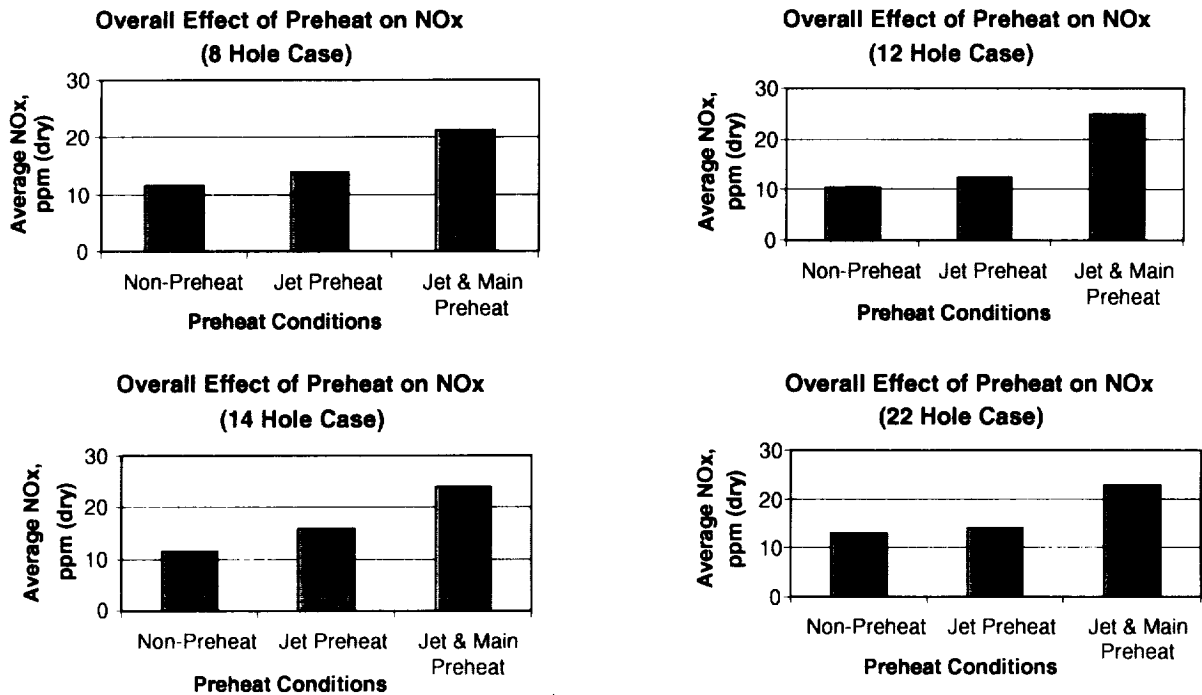 Overall Effect of Preheat on NOx
(8 Hole Case)
Average NOx,
ppm (dry)
30
20
10
0
Non-Preheat
Jet Preheat
Jet & Main
Preheat
Preheat Conditions
Overall Effect of Preheat on NOx
(12 Hole Case)
Average NOx,
ppm (dry)
30
20
10
0
Non-Preheat
Jet Preheat
Jet & Main
Preheat
Preheat Conditions
Overall Effect of Preheat on NOx
(14 Hole Case)
Average NOx,
ppm (dry)
30
20
10
0
Non-Preheat
Jet Preheat
Jet & Main
Preheat
Preheat Conditions
Overall Effect of Preheat on NOx
(22 Hole Case)
Average NOx,
ppm (dry)
30
20
10
0
Non-Preheat
Jet Preheat
Jet & Main
Preheat
Preheat Conditions